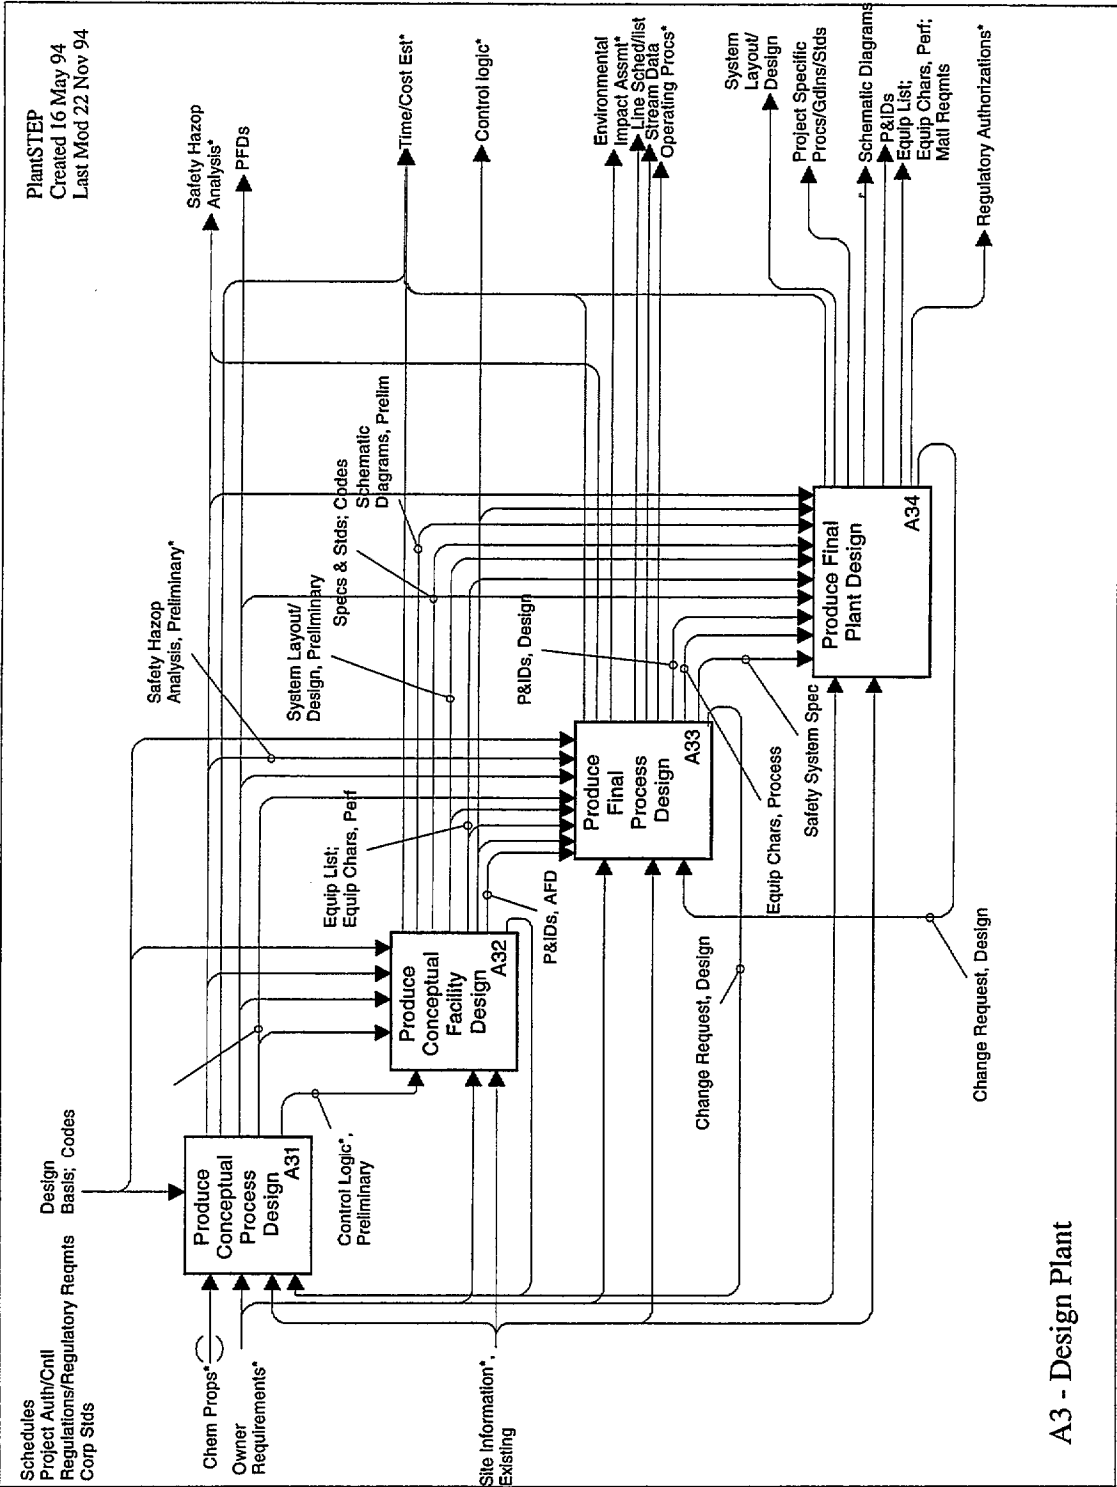 PlantSTEP
Created 16 May 94
Last Mod 22 Nov 94
Schedules
Project Auth/Cntl
Regulations/Regulatory Reqmts
Corp Stds
Design
Basis; Codes
Chem Props*
Owner
Requirements*
Site Information*,
Existing
Produce
Conceptual
Process
Design
A31
Control Logic*,
Preliminary
Produce
Conceptual
Facility
Design
A32
Equip List;
Equip Chars, Perf
P&IDs, AFD
Safety Hazop
Analysis, Preliminary*
System Layout/
Design, Preliminary
Specs & Stds; Codes
Schematic
Diagrams, Prelim
Produce
Final
Process
Design
A33
P&IDs, Design
Equip Chars, Process
Safety System Spec
Change Request, Design
Change Request, Design
Produce Final
Plant Design
A34
Safety Hazop
Analysis*
PFDs
Time/Cost Est*
Control logic*
Environmental
Impact Assmt*
Line Sched/list
Stream Data
Operating Procs*
System
Layout/
Design
Project Specific
Procs/Gdlns/Stds
Schematic Diagrams
P&IDs
Equip List;
Equip Chars, Perf;
Matl Reqmts
Regulatory Authorizations*
A3 - Design Plant